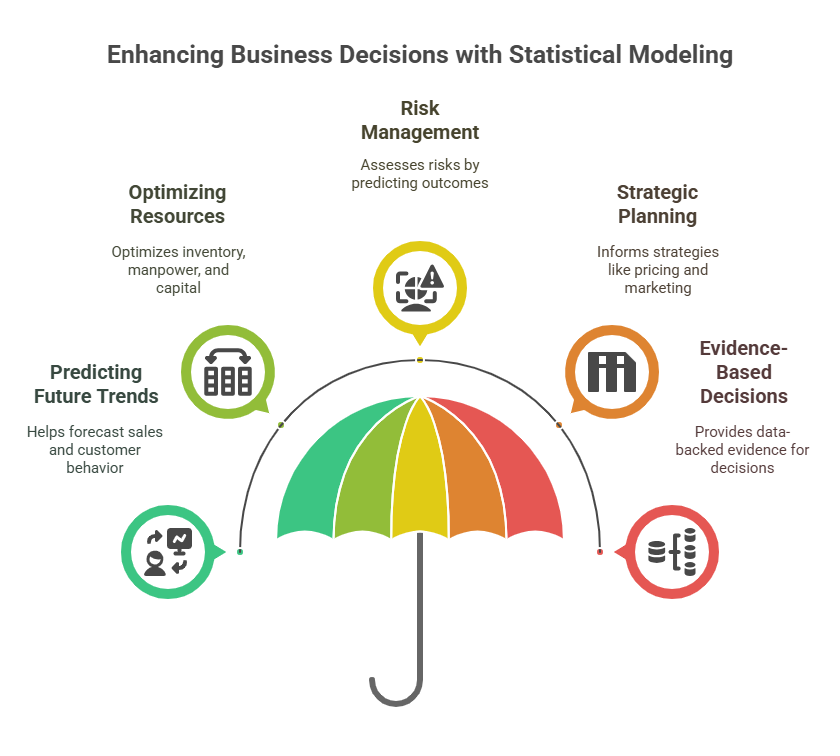 Enhancing Business Decisions with Statistical Modeling
Risk
Management
Assesses risks by
predicting outcomes
Optimizing
Resources
Optimizes inventory,
manpower, and
capital
Strategic
Planning
Informs strategies
like pricing and
marketing
Predicting
Future Trends
Helps forecast sales
and customer
behavior
Evidence-
Based
Decisions
Provides data-
backed evidence for
decisions